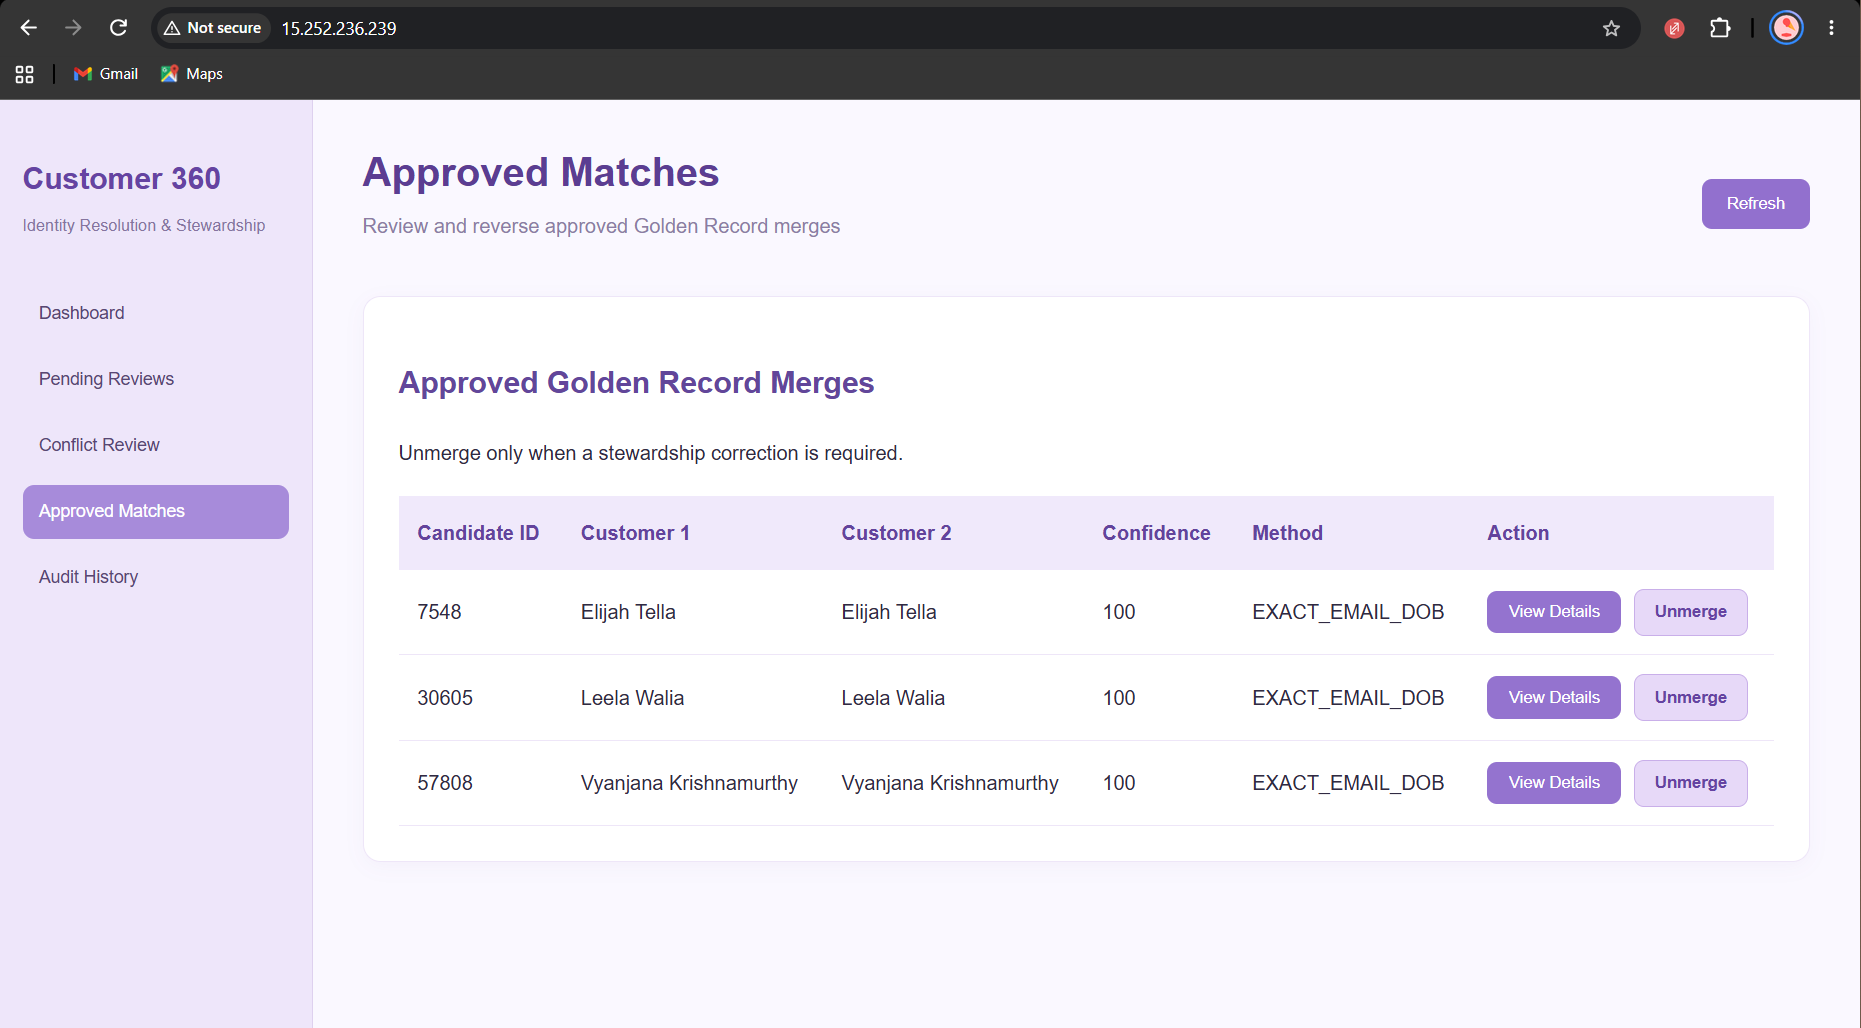 Not secure 15.252.236.239
Gmail Maps
Customer 360
Identity Resolution & Stewardship
Dashboard
Pending Reviews
Conflict Review
Approved Matches
Audit History
Approved Matches
Review and reverse approved Golden Record merges
Refresh
Approved Golden Record Merges
Unmerge only when a stewardship correction is required.
Candidate ID Customer 1 Customer 2 Confidence Method Action
7548 Elijah Tella Elijah Tella 100 EXACT_EMAIL_DOB View Details Unmerge
30605 Leela Walia Leela Walia 100 EXACT_EMAIL_DOB View Details Unmerge
57808 Vyanjana Krishnamurthy Vyanjana Krishnamurthy 100 EXACT_EMAIL_DOB View Details Unmerge